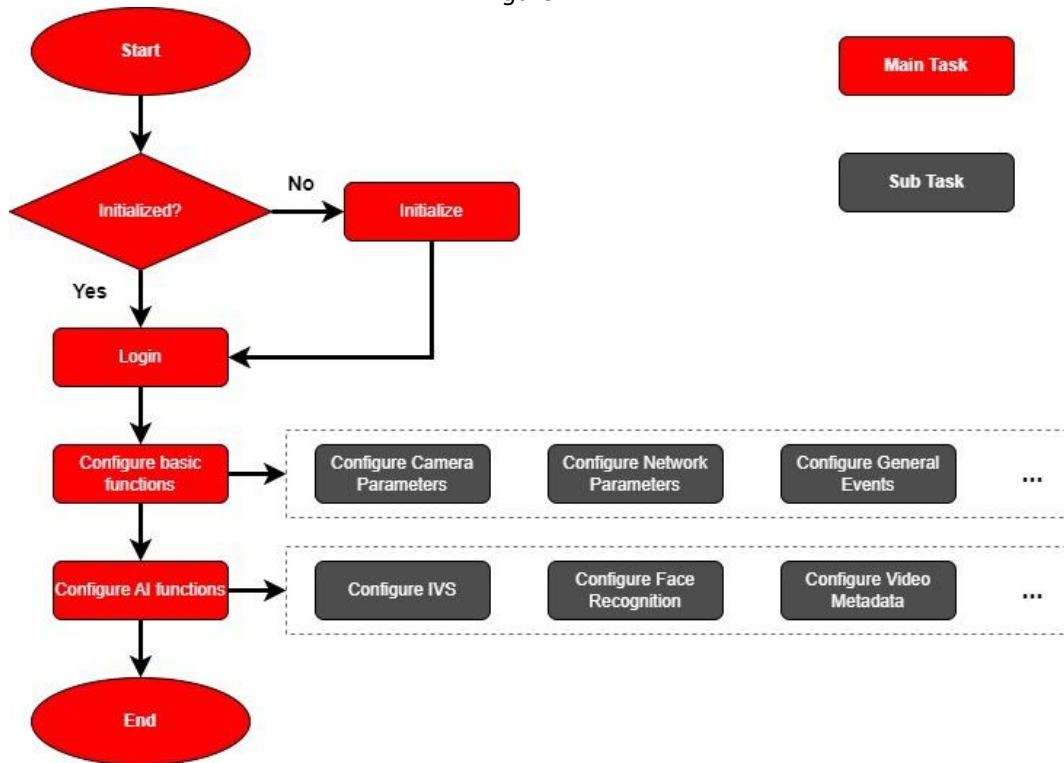 Start
Main Task
Sub Task
No
Initialized?
Initialize
Yes
Login
Configure basic
functions
Configure Camera
Parameters
Configure Network
Parameters
Configure General
Events
...
Configure AI functions
Configure IVS
Configure Face
Recognition
Configure Video
Metadata
...
End